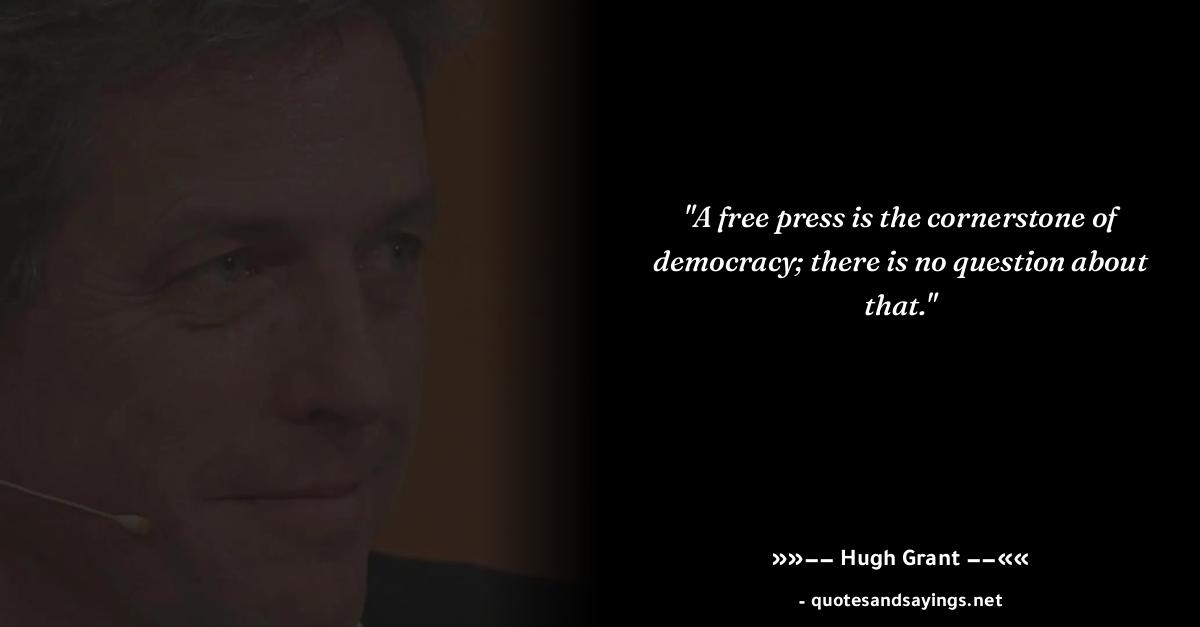 "A free press is the cornerstone of
democracy; there is no question about
that."
»»−− Hugh Grant −−««
- quotesandsayings.net